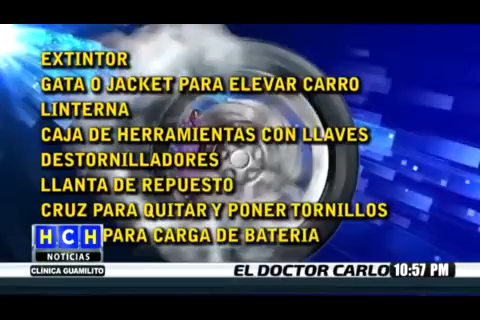 EXTINTOR
GATA O JACKET PARA ELEVAR CARRO
LINTERNA
CAJA DE HERRAMIENTAS CON LLAVES
DESTORNILLADORES
LLANTA DE REPUESTO
CRUZ PARA QUITAR Y PONER TORNILLOS
PARA CARGA DE BATERIA
HCH
NOTICIAS
CLÍNICA GUAMILITO
EL DOCTOR CARLO
10:57 PM